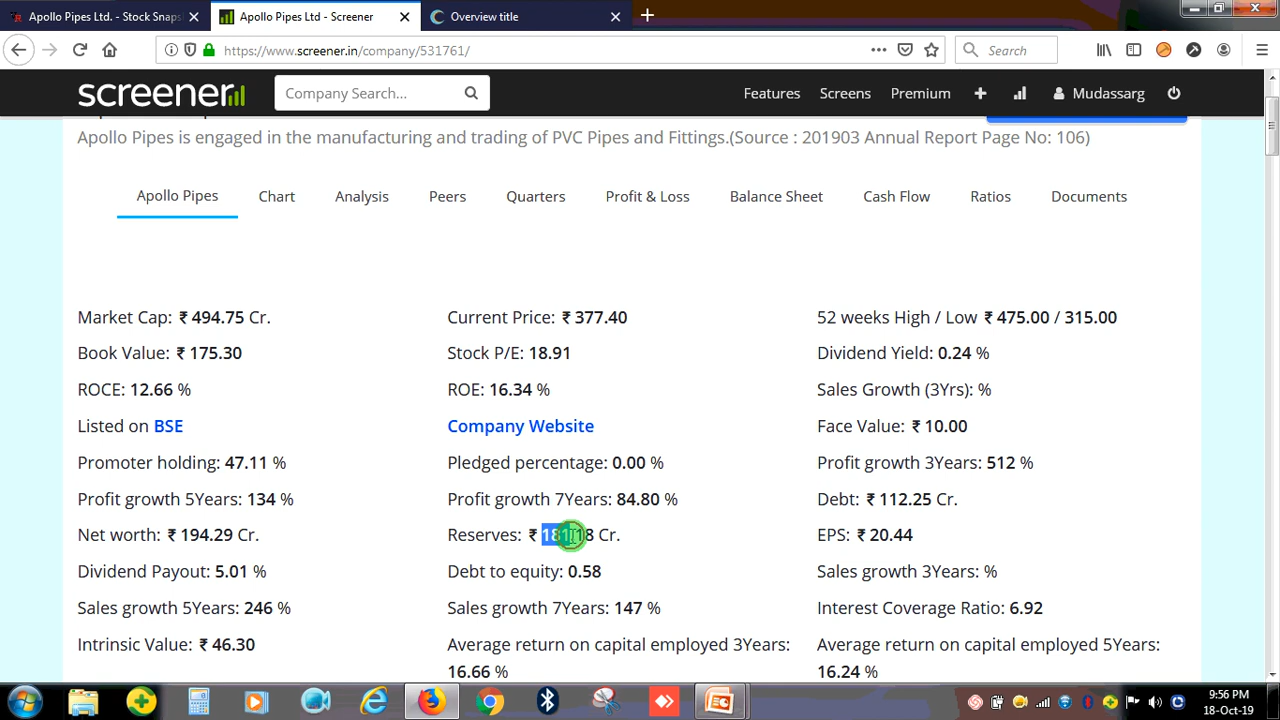 Apollo Pipes Ltd. - Stock Snaps
Apollo Pipes Ltd - Screener
Overview title
https://www.screener.in/company/531761/
Search
screener
Company Search...
Features
Screens
Premium
Mudassarg
Apollo Pipes is engaged in the manufacturing and trading of PVC Pipes and Fittings.(Source : 201903 Annual Report Page No: 106)
Apollo Pipes Chart Analysis Peers Quarters Profit & Loss Balance Sheet Cash Flow Ratios Documents
Market Cap: ₹ 494.75 Cr. Current Price: ₹ 377.40 52 weeks High / Low ₹ 475.00 / 315.00
Book Value: ₹ 175.30 Stock P/E: 18.91 Dividend Yield: 0.24 %
ROCE: 12.66 % ROE: 16.34 % Sales Growth (3Yrs): %
Listed on BSE Company Website Face Value: ₹ 10.00
Promoter holding: 47.11 % Pledged percentage: 0.00 % Profit growth 3Years: 512 %
Profit growth 5Years: 134 % Profit growth 7Years: 84.80 % Debt: ₹ 112.25 Cr.
Net worth: ₹ 194.29 Cr. Reserves: ₹ 181.18 Cr. EPS: ₹ 20.44
Dividend Payout: 5.01 % Debt to equity: 0.58 Sales growth 3Years: %
Sales growth 5Years: 246 % Sales growth 7Years: 147 % Interest Coverage Ratio: 6.92
Intrinsic Value: ₹ 46.30 Average return on capital employed 3Years: Average return on capital employed 5Years:
16.66 % 16.24 %
9:56 PM
18-Oct-19